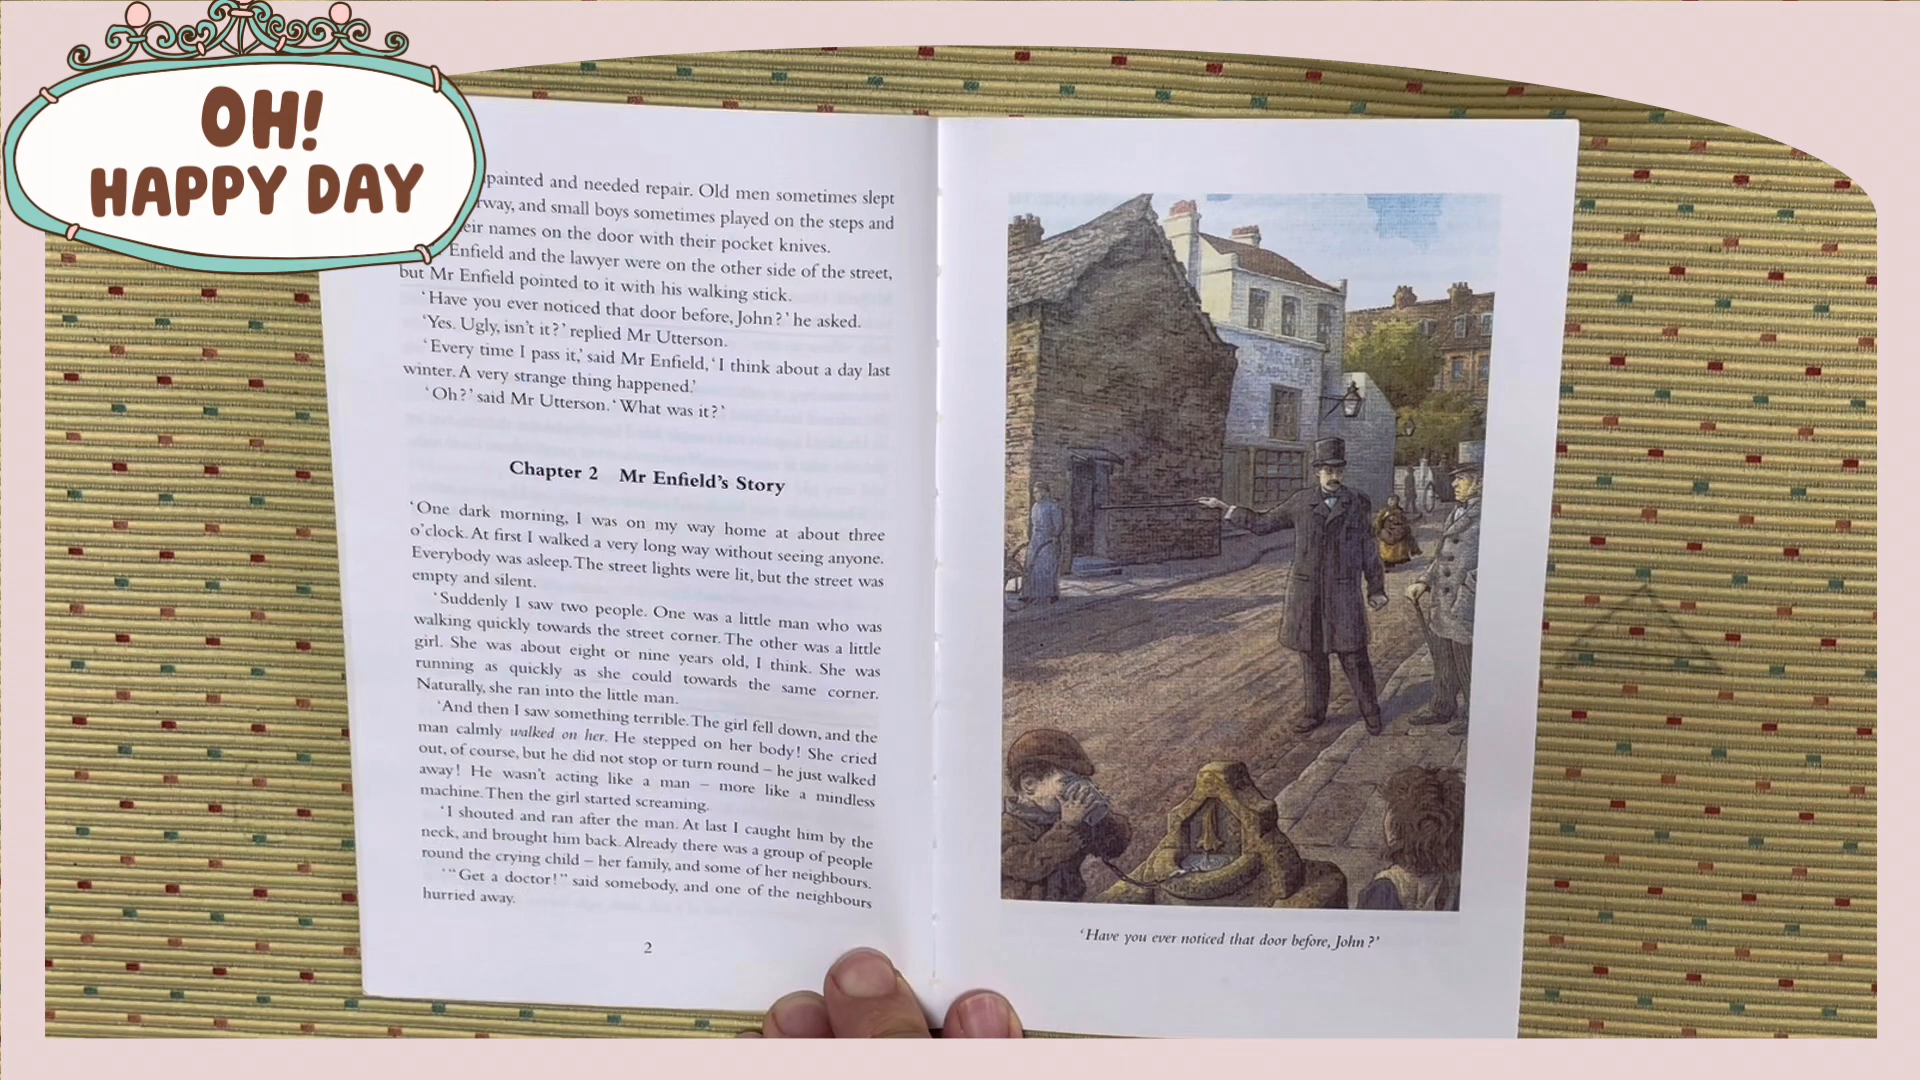 OH!
HAPPY DAY
painted and needed repair. Old men sometimes slept
and small boys sometimes played on the steps and
names on the door with their pocket knives.
Enfield and the lawyer were on the other side of the street,
but Mr Enfield pointed to it with his walking stick.
‘Have you ever noticed that door before, John?’ he asked.
‘Yes. Ugly, isn’t it?’ replied Mr Utterson.
‘Every time I pass it,’ said Mr Enfield, ‘I think about a day last
winter. A very strange thing happened.’
‘Oh?’ said Mr Utterson. ‘What was it?’
Chapter 2 Mr Enfield’s Story
‘One dark morning, I was on my way home at about three
o’clock. At first I walked a very long way without seeing anyone.
Everybody was asleep. The street lights were lit, but the street was
empty and silent.
‘Suddenly I saw two people. One was a little man who was
walking quickly towards the street corner. The other was a little
girl. She was about eight or nine years old, I think. She was
running as quickly as she could towards the same corner.
Naturally, she ran into the little man.
‘And then I saw something terrible. The girl fell down, and the
man calmly walked on her. He stepped on her body! She cried
out, of course, but he did not stop or turn round – he just walked
away! He wasn’t acting like a man – more like a mindless
machine. Then the girl started screaming.
‘I shouted and ran after the man. At last I caught him by the
neck, and brought him back. Already there was a group of people
round the crying child – her family, and some of her neighbours.
‘“Get a doctor!” said somebody, and one of the neighbours
hurried away.
2
‘Have you ever noticed that door before, John?’